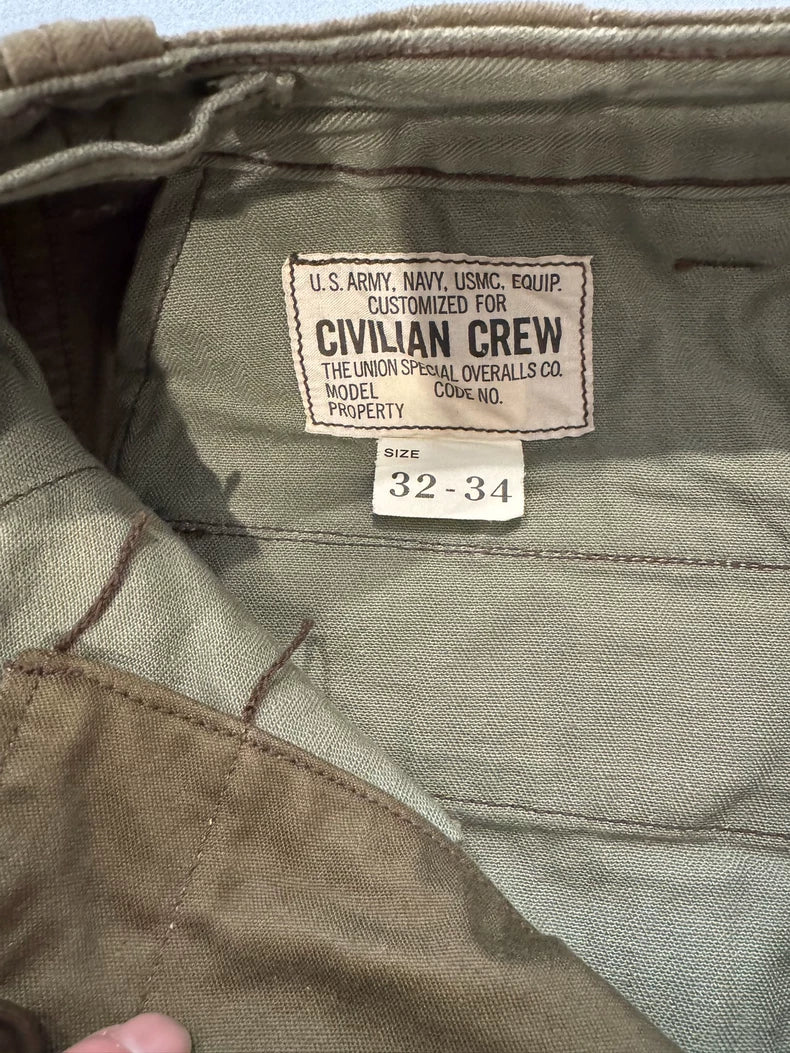 U.S. ARMY, NAVY, USMC, EQUIP.
CUSTOMIZED FOR
CIVILIAN CREW
THE UNION SPECIAL OVERALLS CO.
MODEL CODE NO.
PROPERTY
SIZE
32-34